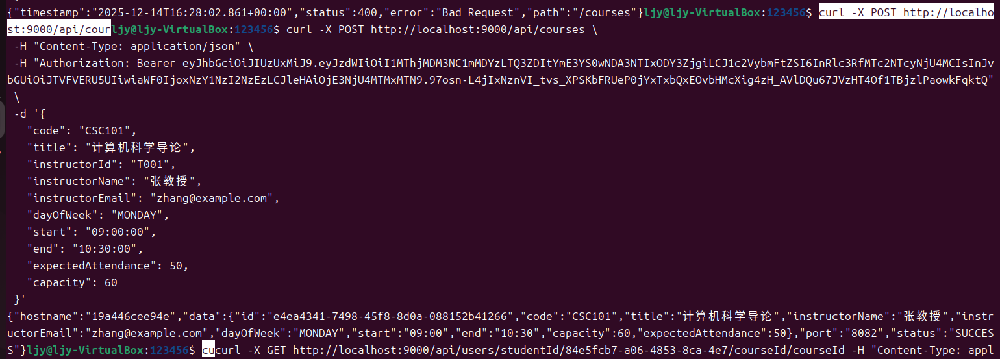 {"timestamp":"2025-12-14T16:28:02.861+00:00","status":400,"error":"Bad Request","path":"/courses"}ljy@ljy-VirtualBox:123456$ curl -X POST http://localho
st:9000/api/courljy@ljy-VirtualBox:123456$ curl -X POST http://localhost:9000/api/courses \
-H "Content-Type: application/json" \
-H "Authorization: Bearer eyJhbGciOiJIUzUxMiJ9.eyJzdWIiOiI1MThjMDM3NC1mMDYzLTQ3ZDItYmE3YS0wNDA3NTIxODY3ZjgiLCJ1c2VybmFtZSI6InRlc3RfMTc2NTcyNjU4MCIsInJv
bGUiOiJTVFVERU5UIiwiaWF0IjoxNzY1NzI2NzEzLCJleHAiOjE3NjU4MTMxMTN9.97osn-L4jIxNznVI_tvs_XPSKbFRUeP0jYxTxbQxEOvbHMcXig4zH_AVlDQu67JVzHT4Of1TBjzlPaowkFqktQ"
\
-d '{
"code": "CSC101",
"title": "计算机科学导论",
"instructorId": "T001",
"instructorName": "张教授",
"instructorEmail": "zhang@example.com",
"dayOfWeek": "MONDAY",
"start": "09:00:00",
"end": "10:30:00",
"expectedAttendance": 50,
"capacity": 60
}'
{"hostname":"19a446cee94e","data":{"id":"e4ea4341-7498-45f8-8d0a-088152b41266","code":"CSC101","title":"计算机科学导论","instructorName":"张教授","instr
uctorEmail":"zhang@example.com","dayOfWeek":"MONDAY","start":"09:00","end":"10:30","capacity":60,"expectedAttendance":50},"port":"8082","status":"SUCCES
S"}ljy@ljy-VirtualBox:123456$ cucurl -X GET http://localhost:9000/api/users/studentId/84e5fcb7-a06-4853-8ca-4e7/courseId/courseId -H "Content-Type: appl